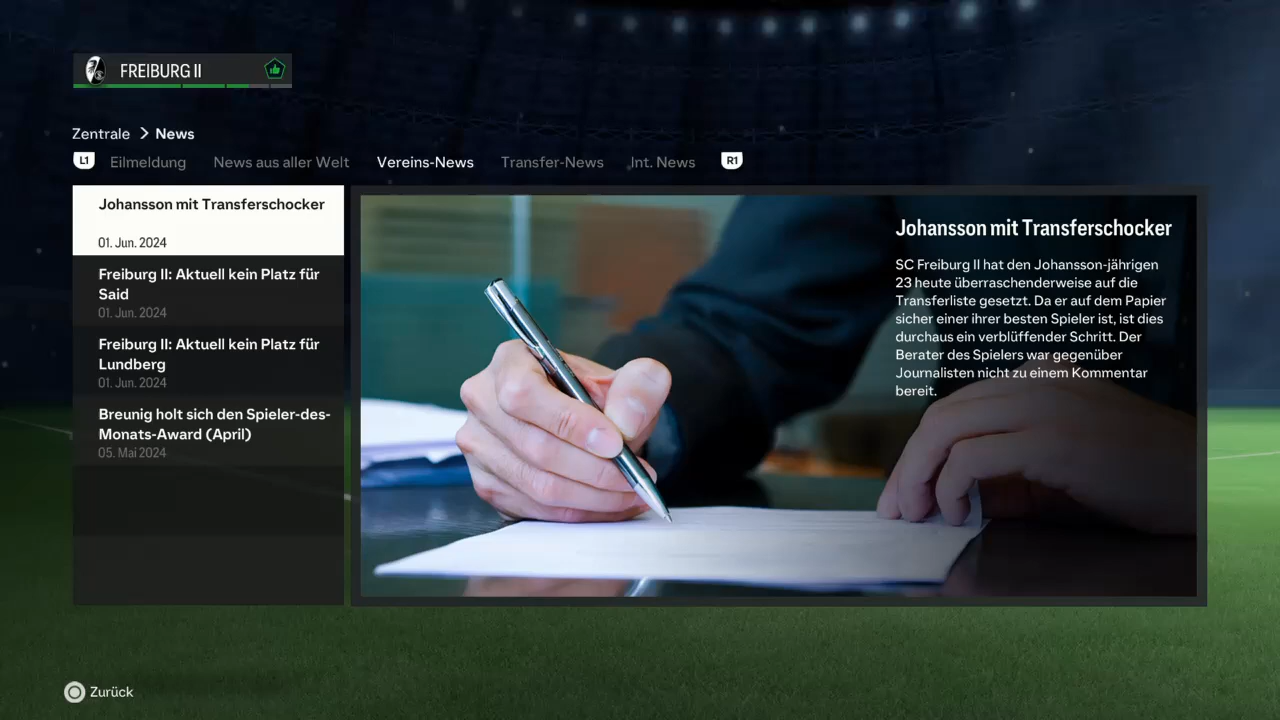 FREIBURG II
Zentrale > News
L1 Eilmeldung News aus aller Welt Vereins-News Transfer-News Int. News R1
Johansson mit Transferschocker
01. Jun. 2024
Freiburg II: Aktuell kein Platz für
Said
01. Jun. 2024
Freiburg II: Aktuell kein Platz für
Lundberg
01. Jun. 2024
Breunig holt sich den Spieler-des-
Monats-Award (April)
05. Mai 2024
Johansson mit Transferschocker
SC Freiburg II hat den Johansson-jährigen
23 heute überraschenderweise auf die
Transferliste gesetzt. Da er auf dem Papier
sicher einer ihrer besten Spieler ist, ist dies
durchaus ein verblüffender Schritt. Der
Berater des Spielers war gegenüber
Journalisten nicht zu einem Kommentar
bereit.
Zurück